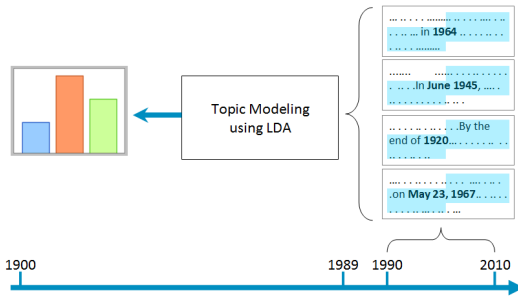 ... .. . . . ......... .. . . . .... . .. .
. . .. ... in 1964 .. . . . .. . .
. .. . . .........
....... ...... . . . .. . .. . . .
. .. . .In June 1945, .... .
.. . . . . . . . . .. .. .
.. . . . .. . .. . . . .By the
end of 1920... . . . . .. . ..
.... . . .. . . . .. . . . .... . . .. .
.on May 23, 1967.. . .. . .
. . . . .. ... . .. . ...
Topic Modeling
using LDA
1900 1989 1990 2010